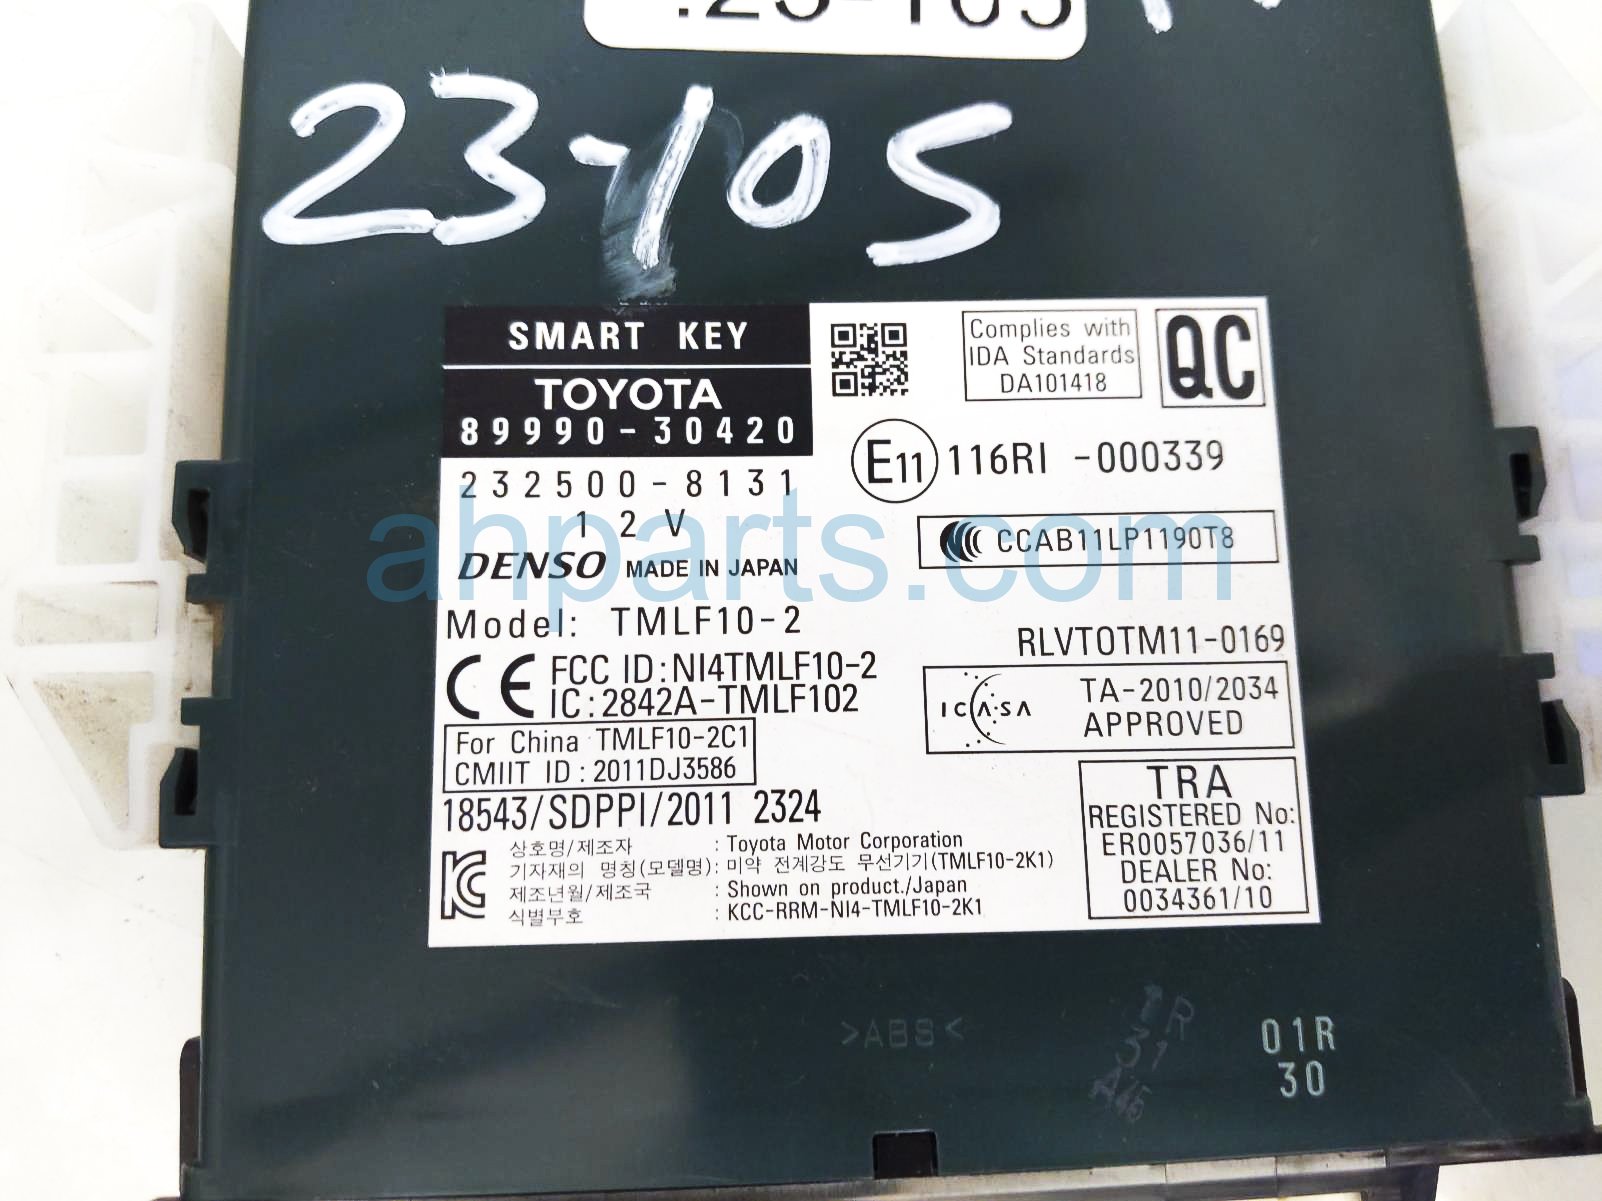 23-105
23-105
SMART KEY
TOYOTA
89990-30420
232500-8131
12V
DENSO MADE IN JAPAN
Model: TMLF10-2
CE FCC ID:NI4TMLF10-2
IC:2842A-TMLF102
For China TMLF10-2C1
CMIIT ID:2011DJ3586
18543/SDPPI/2011 2324
상호명/제조자 : Toyota Motor Corporation
기자재의 명칭(모델명): 미약 전계강도 무선기기(TMLF10-2K1)
제조년월/제조국 : Shown on product./Japan
식별부호 : KCC-RRM-NI4-TMLF10-2K1
Complies with
IDA Standards
DA101418
QC
E11 116RI -000339
CCAB11LP1190T8
RLVTOTM11-0169
ICASA TA-2010/2034
APPROVED
TRA
REGISTERED No:
ER0057036/11
DEALER No:
0034361/10
ahparts.com
>ABS<
1R
31
A45
01R
30